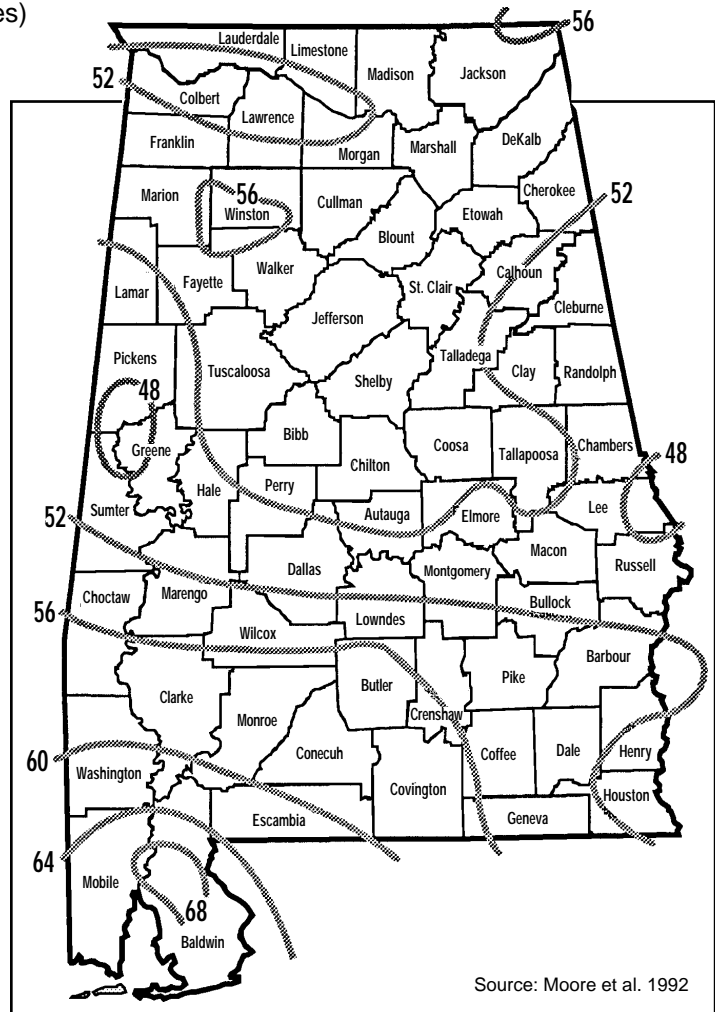 es)
56
Lauderdale
Limestone
Madison
Jackson
52
Colbert
Lawrence
Franklin
Morgan
Marshall
DeKalb
Cherokee
52
Marion
56
Winston
Cullman
Etowah
Blount
Calhoun
Walker
St. Clair
Fayette
Lamar
Cleburne
Jefferson
Pickens
Talladega
Tuscaloosa
Clay
Randolph
Shelby
48
Bibb
Greene
Coosa
Tallapoosa
Chambers
48
Chilton
Perry
Hale
Sumter
Autauga
Elmore
Lee
52
Macon
Russell
Dallas
Montgomery
Choctaw
Marengo
Bullock
56
Lowndes
Wilcox
Barbour
Butler
Pike
Clarke
Crenshaw
Monroe
Conecuh
Coffee
Dale
Henry
60
Washington
Covington
Houston
Escambia
Geneva
64
Mobile
68
Baldwin
Source: Moore et al. 1992